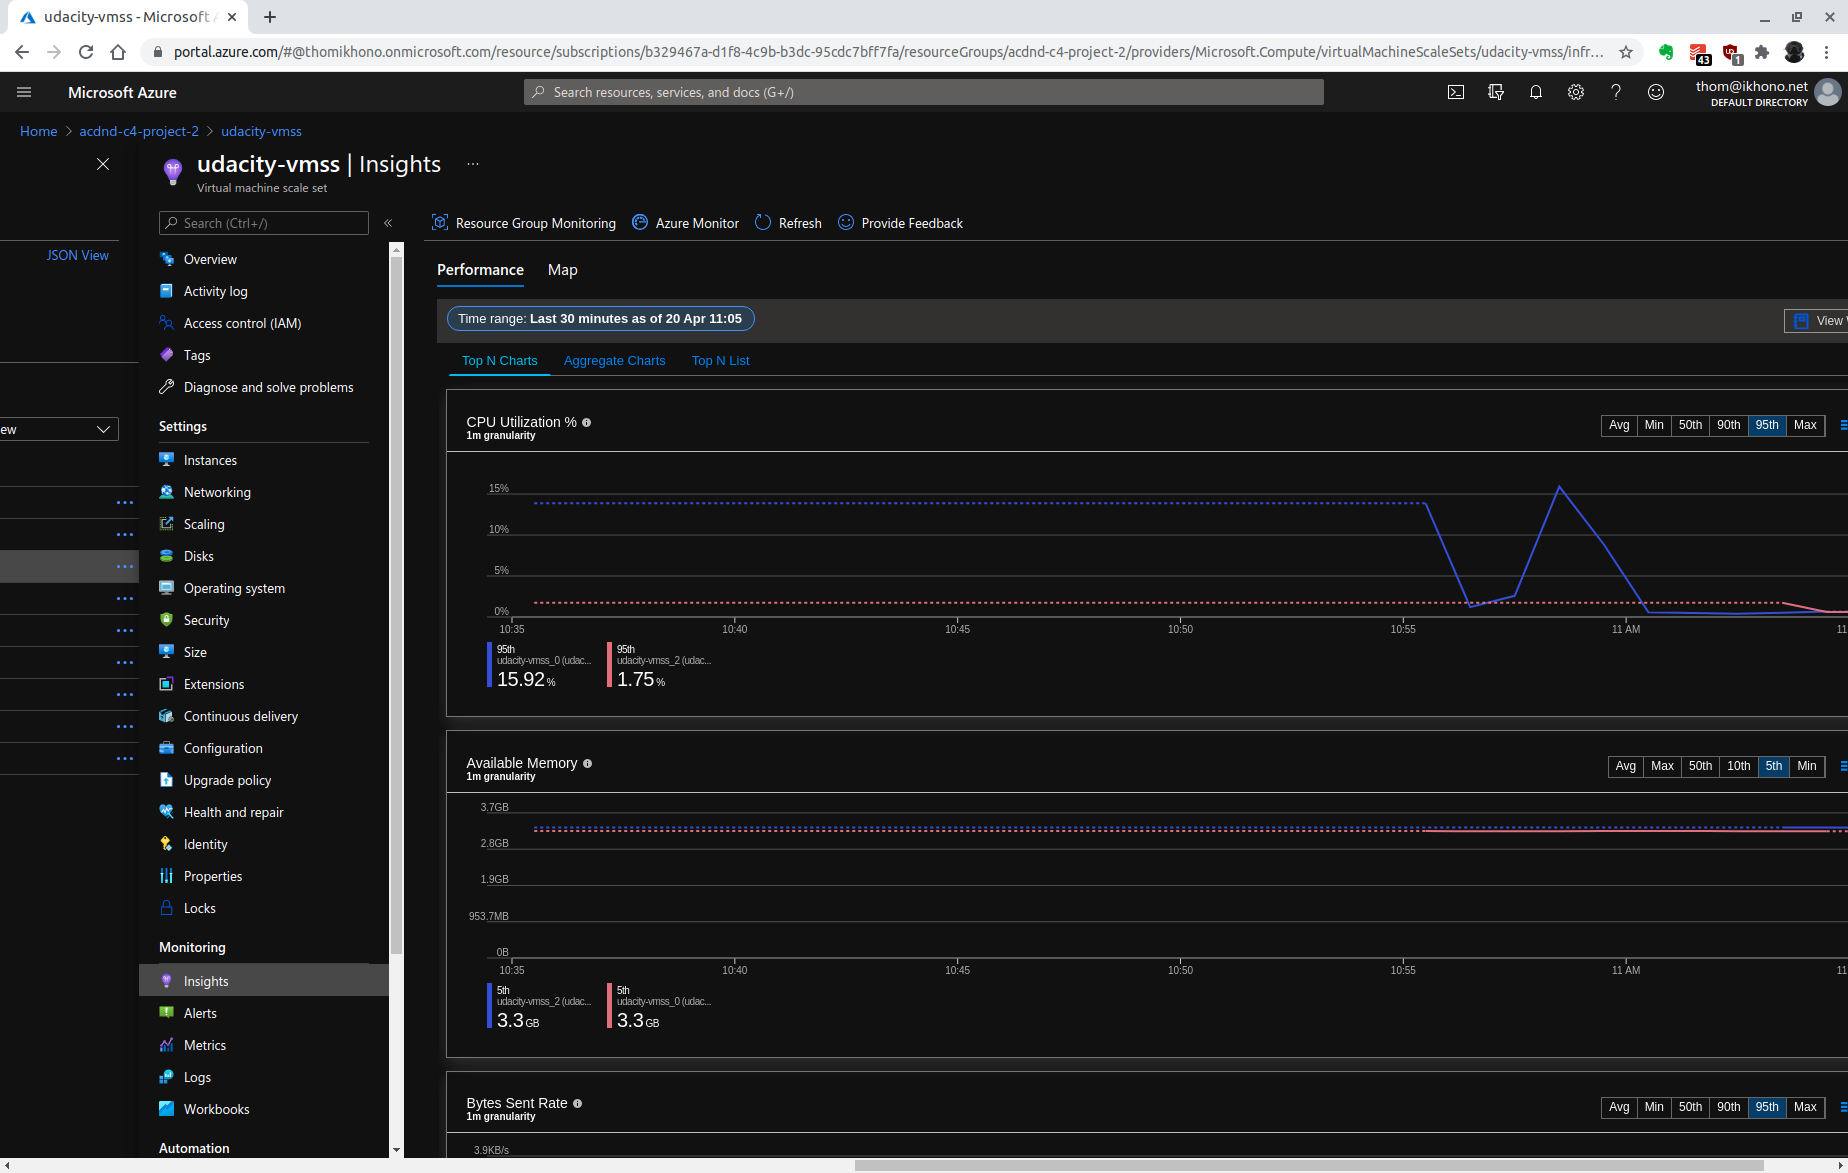 udacity-vmss - Microsoft A
portal.azure.com/#@thomikhono.onmicrosoft.com/resource/subscriptions/b329467a-d1f8-4c9b-b3dc-95cdc7bff7fa/resourceGroups/acdnd-c4-project-2/providers/Microsoft.Compute/virtualMachineScaleSets/udacity-vmss/infr...
43
1
Microsoft Azure
Search resources, services, and docs (G+/)
thom@ikhono.net
DEFAULT DIRECTORY
Home > acdnd-c4-project-2 > udacity-vmss
udacity-vmss | Insights ...
Virtual machine scale set
JSON View
ew
Search (Ctrl+/)
Overview
Activity log
Access control (IAM)
Tags
Diagnose and solve problems
Settings
Instances
Networking
Scaling
Disks
Operating system
Security
Size
Extensions
Continuous delivery
Configuration
Upgrade policy
Health and repair
Identity
Properties
Locks
Monitoring
Insights
Alerts
Metrics
Logs
Workbooks
Automation
Resource Group Monitoring Azure Monitor Refresh Provide Feedback
Performance Map
Time range: Last 30 minutes as of 20 Apr 11:05
View
Top N Charts Aggregate Charts Top N List
CPU Utilization %
1m granularity
Avg Min 50th 90th 95th Max
15%
10%
5%
0%
10:35 10:40 10:45 10:50 10:55 11 AM 11
95th 95th
udacity-vmss_0 (udac... udacity-vmss_2 (udac...
15.92 % 1.75 %
Available Memory
1m granularity
Avg Max 50th 10th 5th Min
3.7GB
2.8GB
1.9GB
953.7MB
0B
10:35 10:40 10:45 10:50 10:55 11 AM 11
5th 5th
udacity-vmss_2 (udac... udacity-vmss_0 (udac...
3.3 GB 3.3 GB
Bytes Sent Rate
1m granularity
Avg Min 50th 90th 95th Max
3.9KB/s